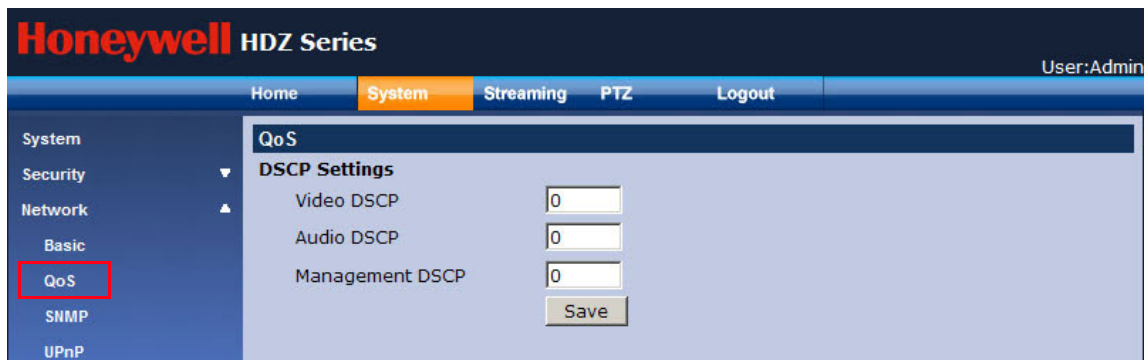 Honeywell HDZ Series
User:Admin
Home System Streaming PTZ Logout
System
Security
Network
Basic
QoS
SNMP
UPnP
QoS
DSCP Settings
Video DSCP 0
Audio DSCP 0
Management DSCP 0
Save